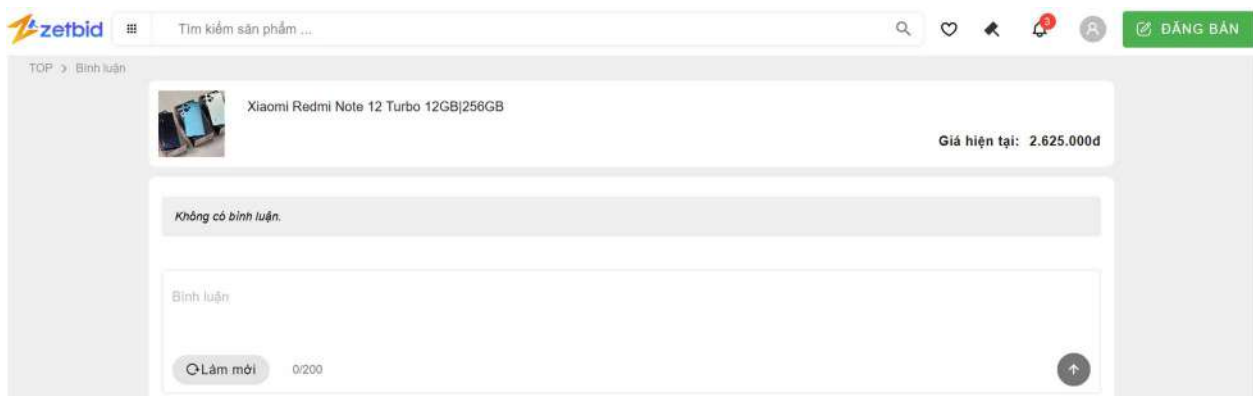 zetbid
Tìm kiếm sản phẩm ...
3
ĐĂNG BÁN
TOP > Bình luận
Xiaomi Redmi Note 12 Turbo 12GB|256GB
Giá hiện tại: 2.625.000đ
Không có bình luận.
Bình luận
Làm mới 0/200